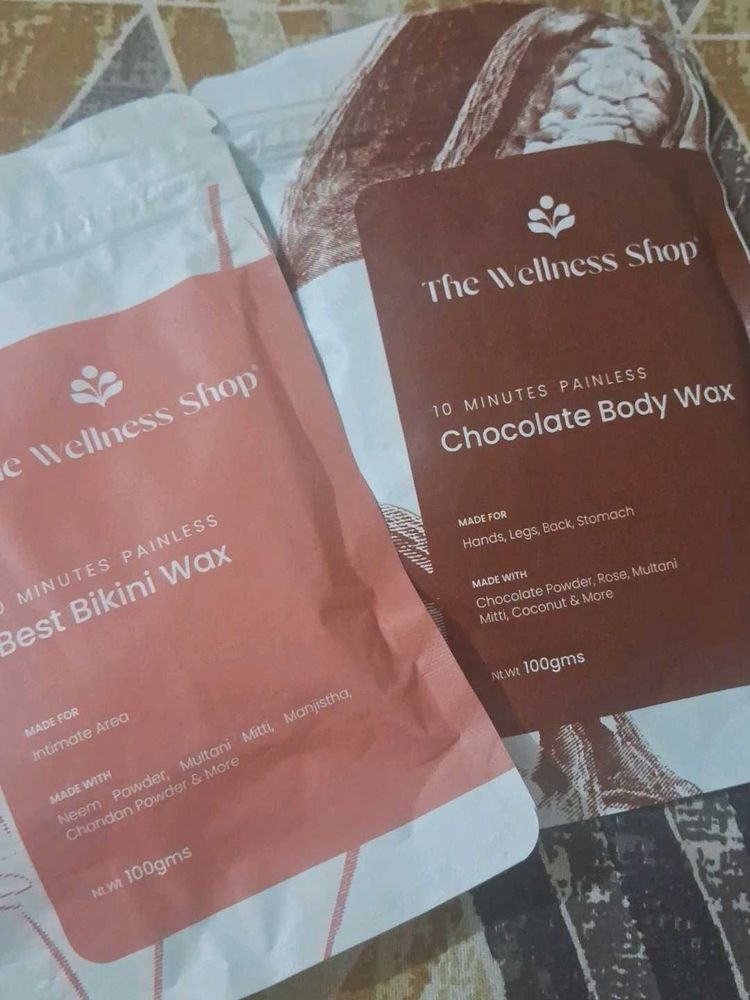 The Wellness Shop
10 MINUTES PAINLESS
Chocolate Body Wax
MADE FOR
Hands, Legs, Back, Stomach
MADE WITH
Chocolate Powder, Rose, Multani
Mitti, Coconut & More
Nt.Wt 100gms
e Wellness Shop
0 MINUTES PAINLESS
Best Bikini Wax
MADE FOR
Intimate Area
MADE WITH
Neem Powder, Multani Mitti, Manjistha,
Chandan Powder & More
Nt.Wt 100gms